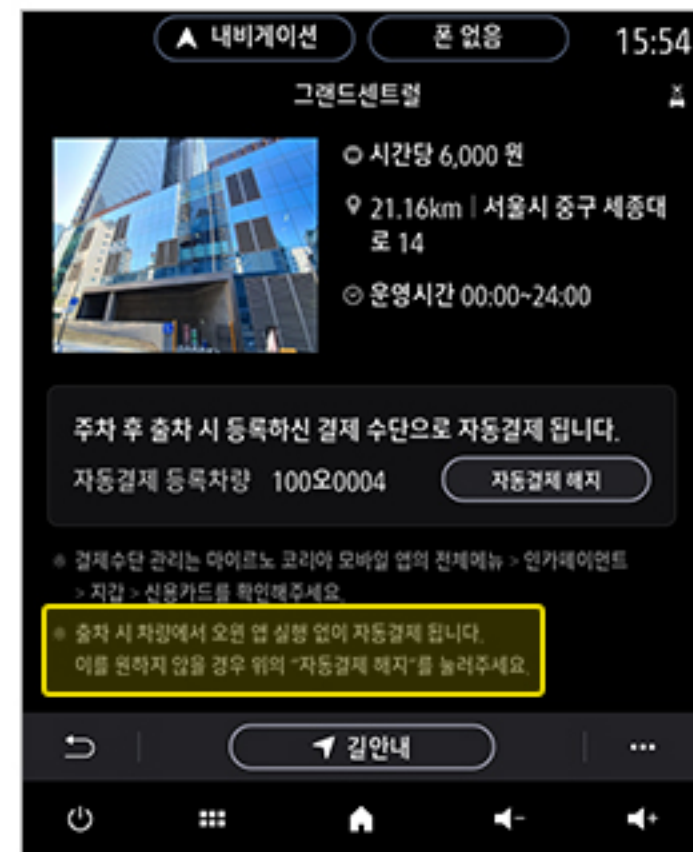 내비게이션
폰 없음
15:54
그랜드센트럴
시간당 6,000 원
21.16km | 서울시 중구 세종대
로 14
운영시간 00:00~24:00
주차 후 출차 시 등록하신 결제 수단으로 자동결제 됩니다.
자동결제 등록차량 100오0004
자동결제 해지
※ 결제수단 관리는 마이르노 코리아 모바일 앱의 전체메뉴 > 인카페이먼트
> 지갑 > 신용카드를 확인해주세요.
※ 출차 시 차량에서 오윈 앱 실행 없이 자동결제 됩니다.
이를 원하지 않을 경우 위의 “자동결제 해지”를 눌러주세요.
길안내